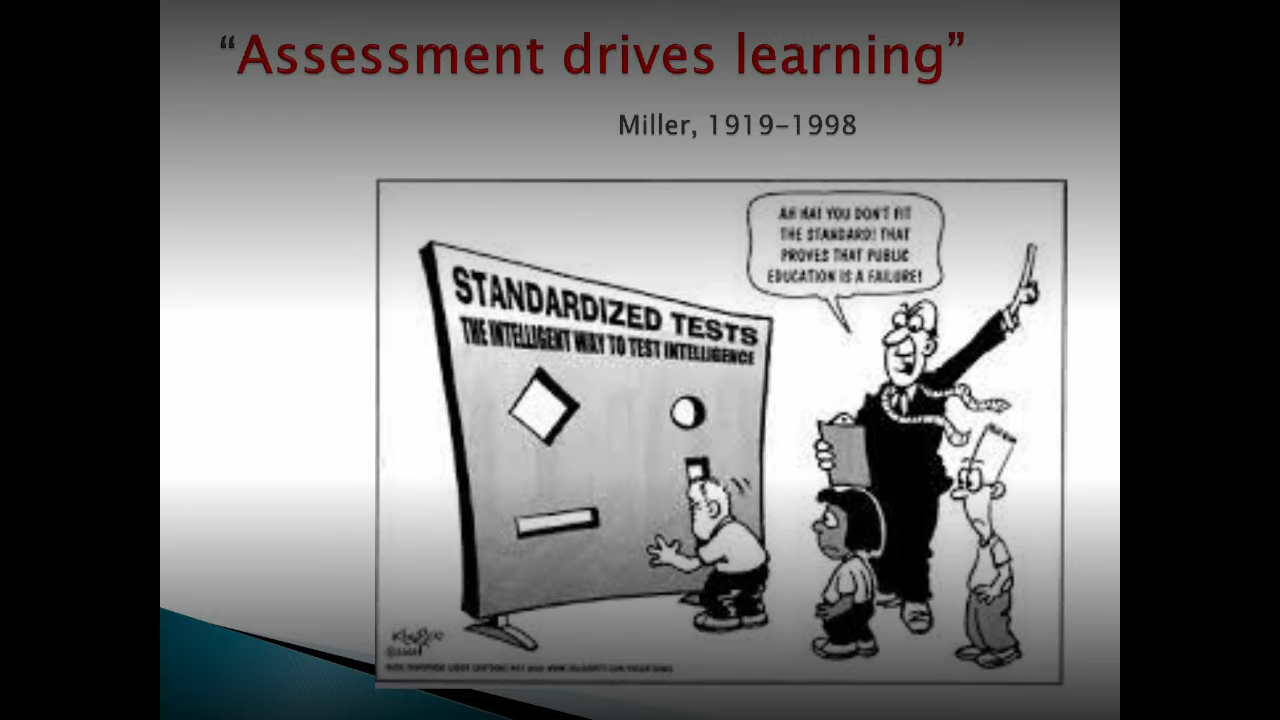 “Assessment drives learning”
Miller, 1919–1998
AH HA! YOU DON'T FIT
THE STANDARD! THAT
PROVES THAT PUBLIC
EDUCATION IS A FAILURE!
STANDARDIZED TESTS
THE INTELLIGENT WAY TO TEST INTELLIGENCE